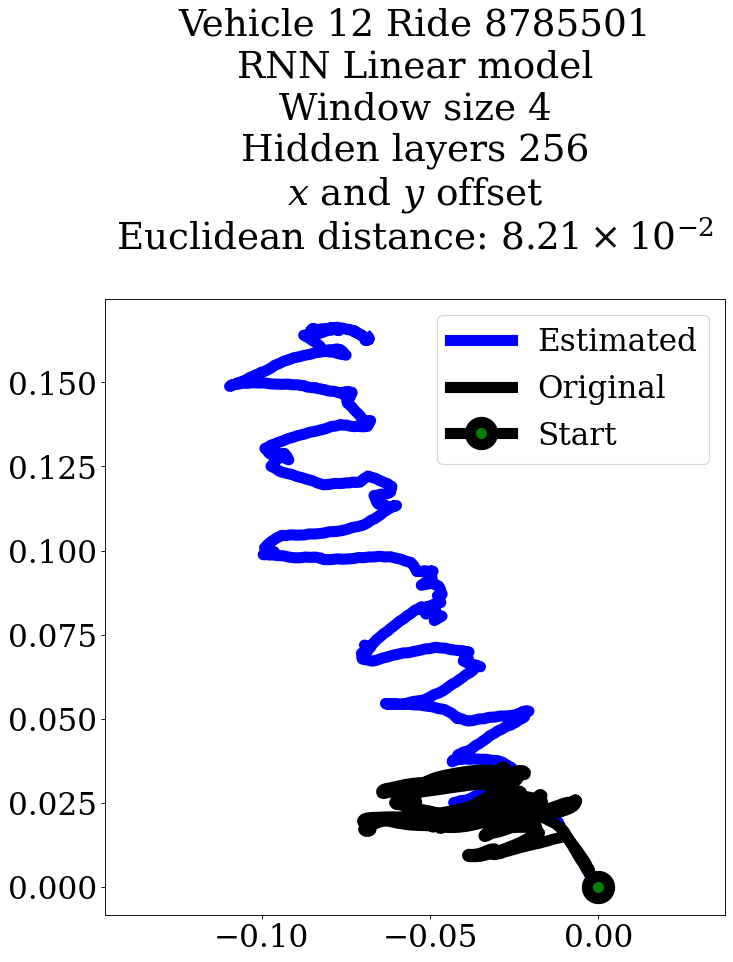 Vehicle 12 Ride 8785501
RNN Linear model
Window size 4
Hidden layers 256
x and y offset
Euclidean distance: 8.21 × 10⁻²
Estimated
Original
Start
0.150
0.125
0.100
0.075
0.050
0.025
0.000
−0.10 −0.05 0.00